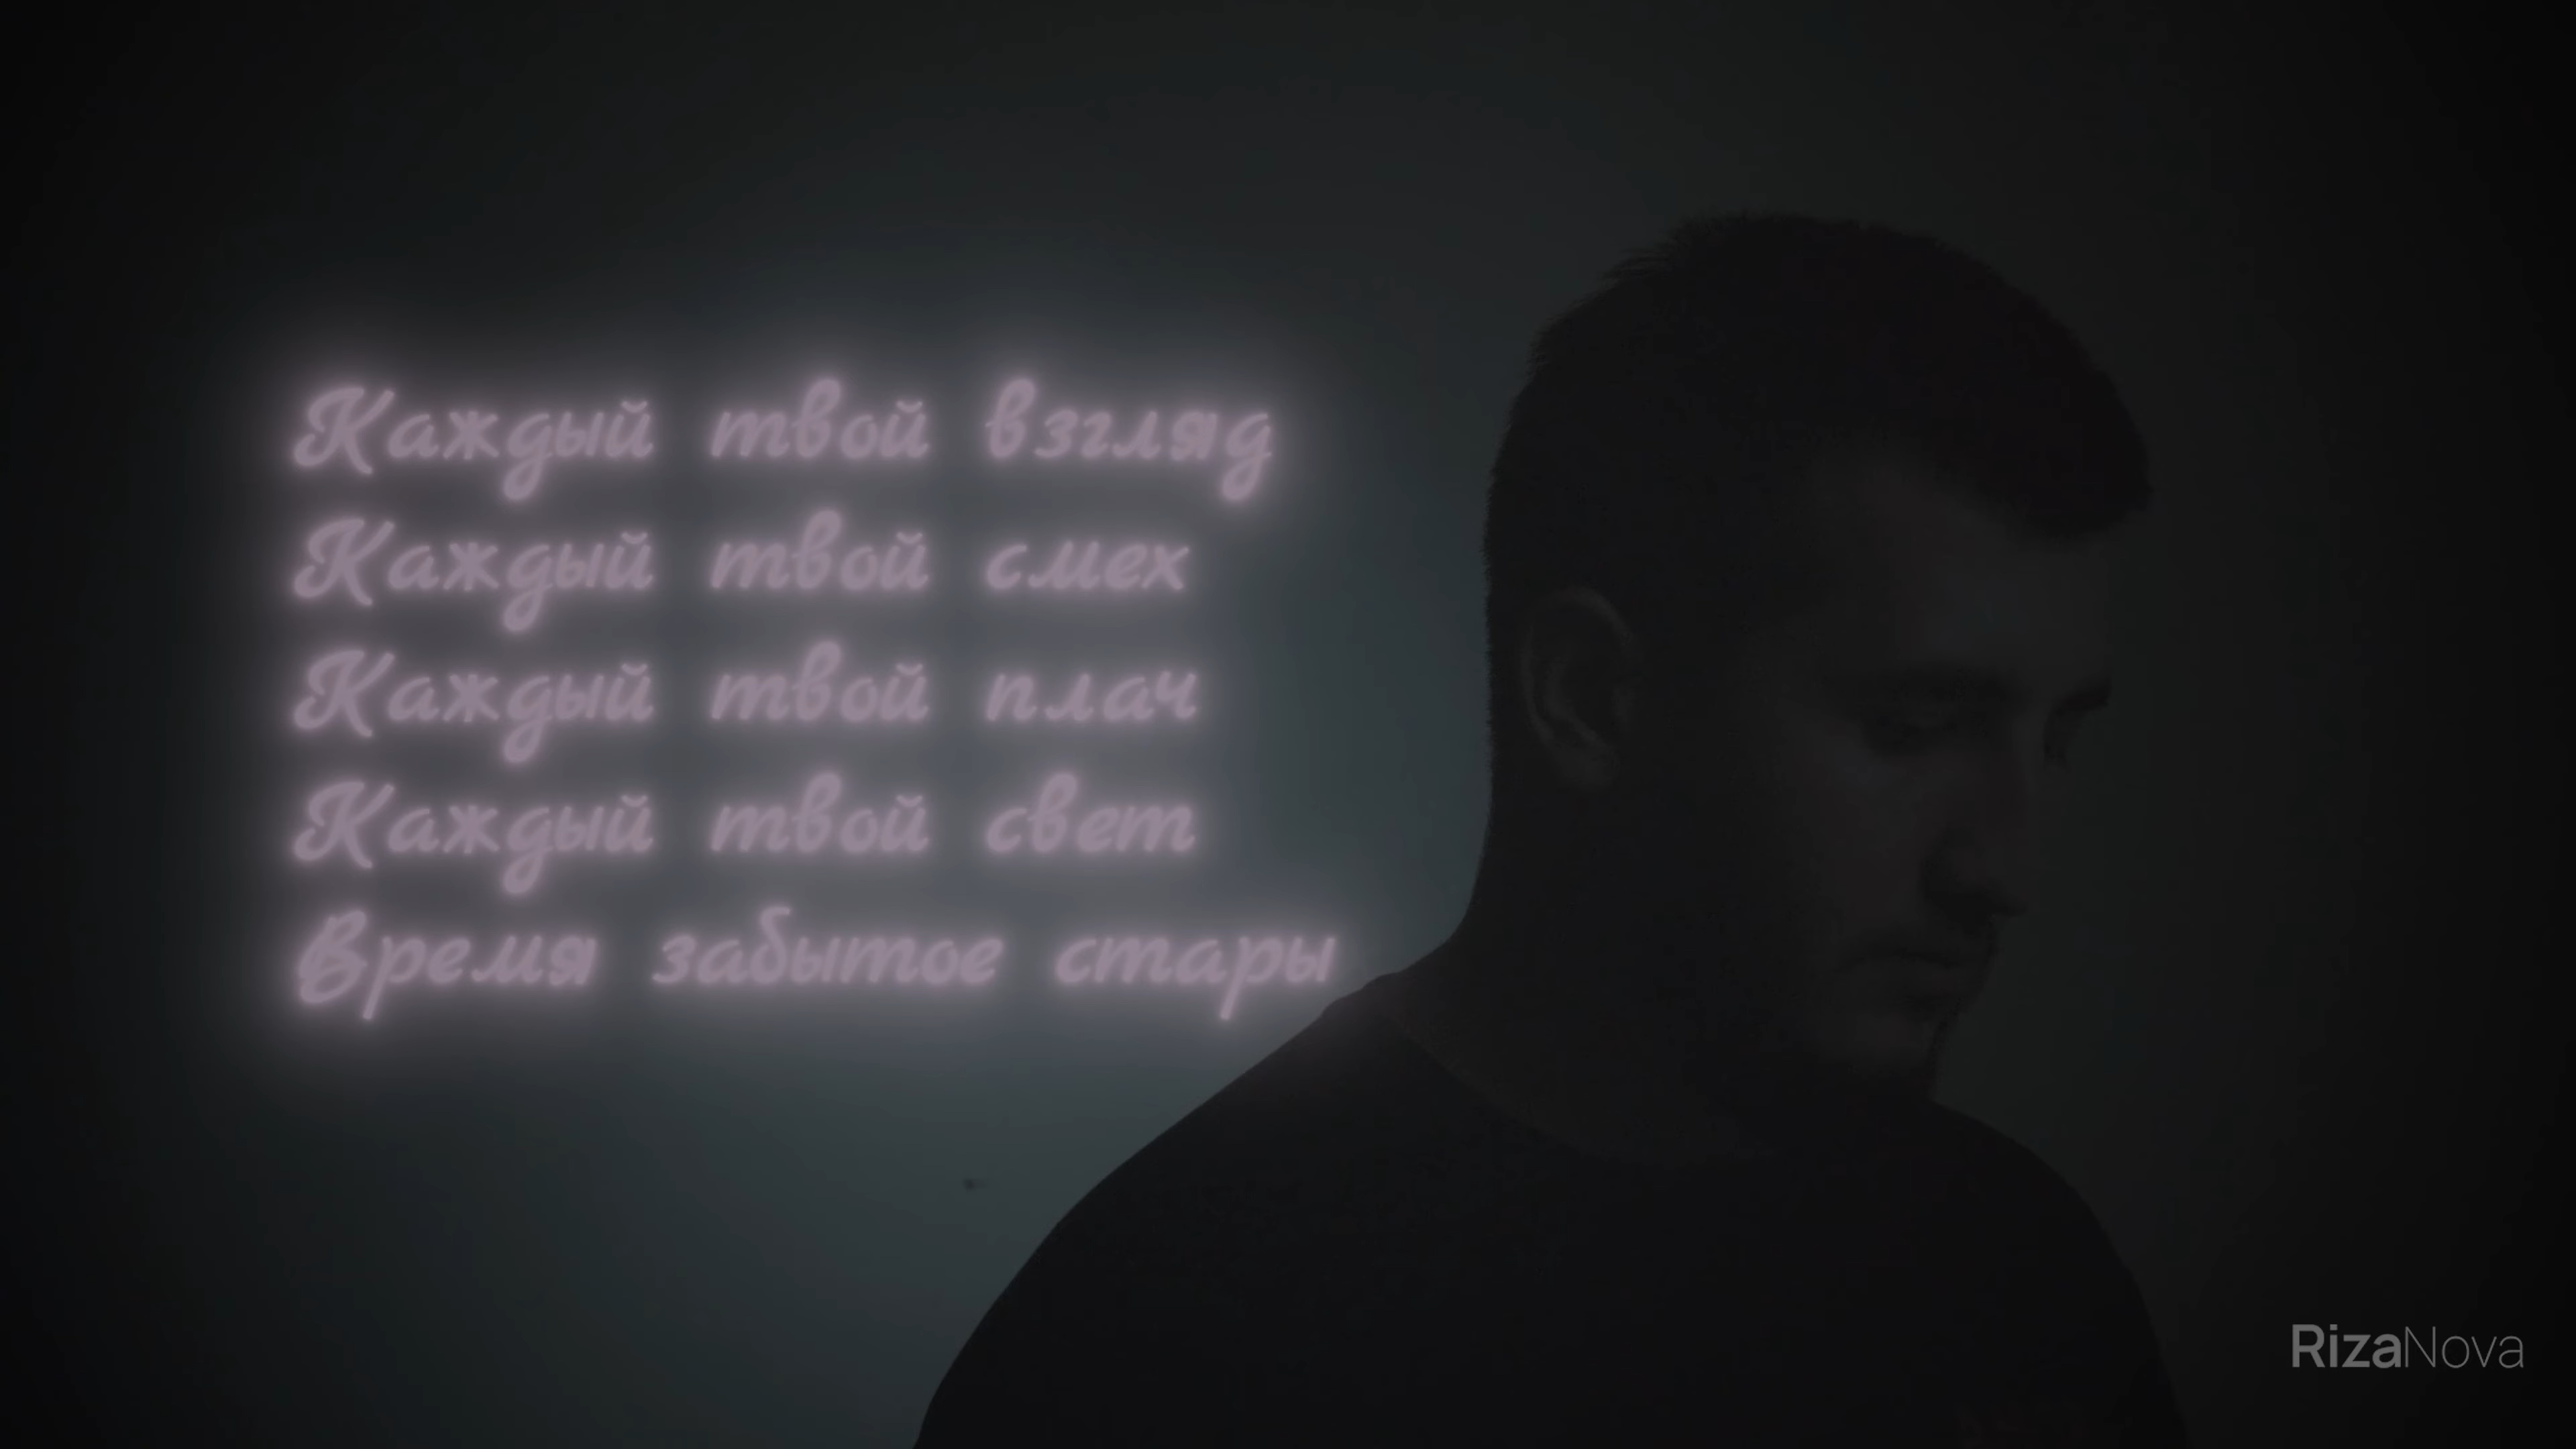 Каждый твой взгляд
Каждый твой смех
Каждый твой плач
Каждый твой свет
Время забытое стары
RizaNova